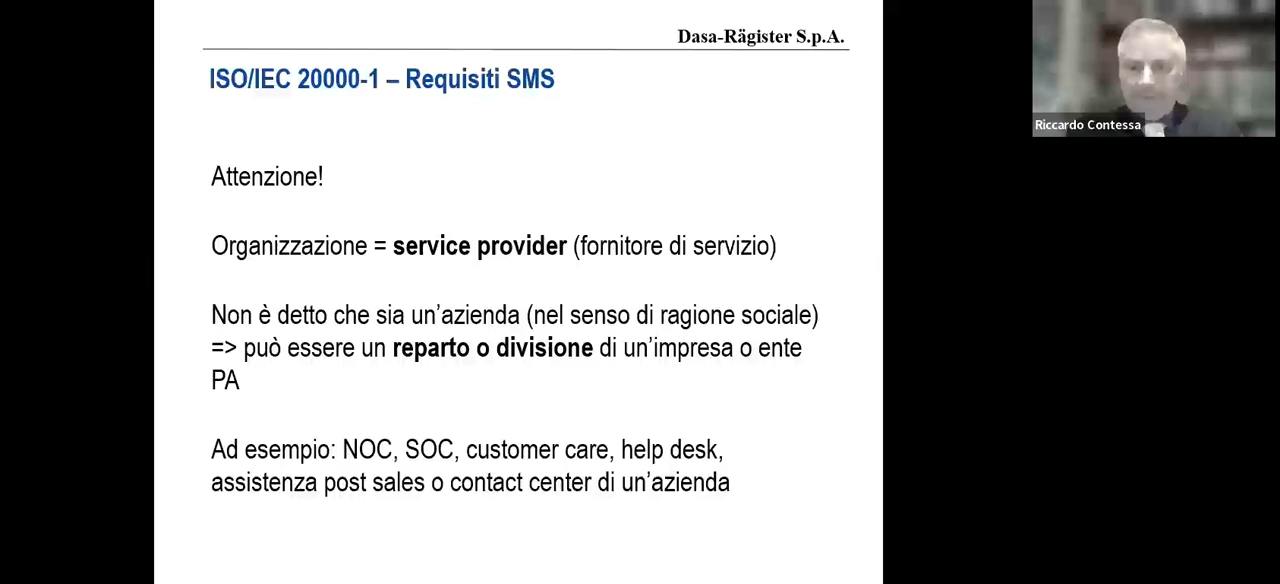 Dasa-Rägister S.p.A.
ISO/IEC 20000-1 – Requisiti SMS
Attenzione!
Organizzazione = service provider (fornitore di servizio)
Non è detto che sia un’azienda (nel senso di ragione sociale)
=> può essere un reparto o divisione di un’impresa o ente
PA
Ad esempio: NOC, SOC, customer care, help desk,
assistenza post sales o contact center di un’azienda
Riccardo Contessa